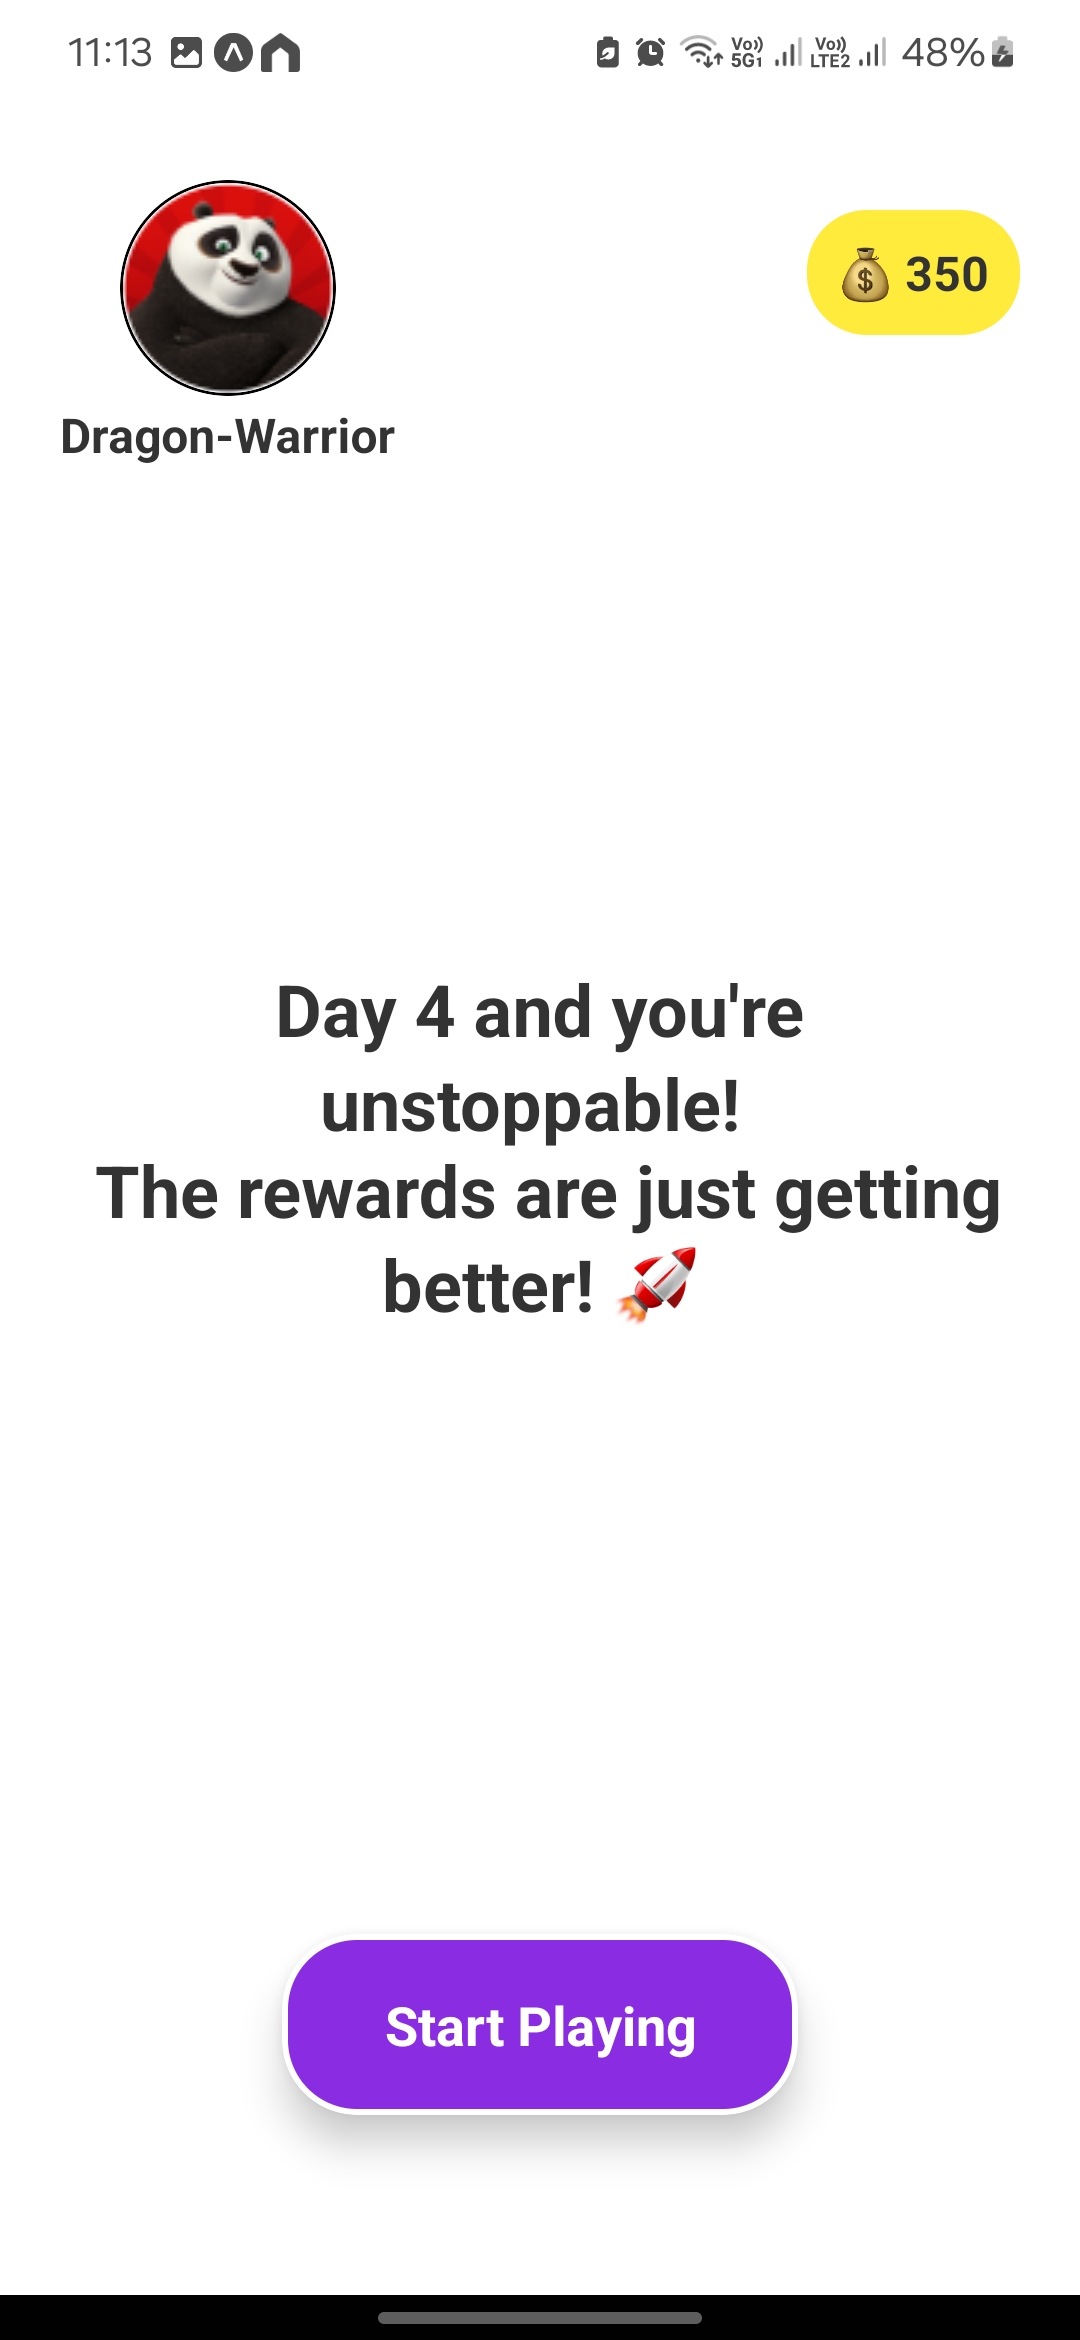 11:13
Vo)) 5G1 Vo)) LTE2 48%
$ 350
Dragon-Warrior
Day 4 and you're
unstoppable!
The rewards are just getting
better! 🚀
Start Playing